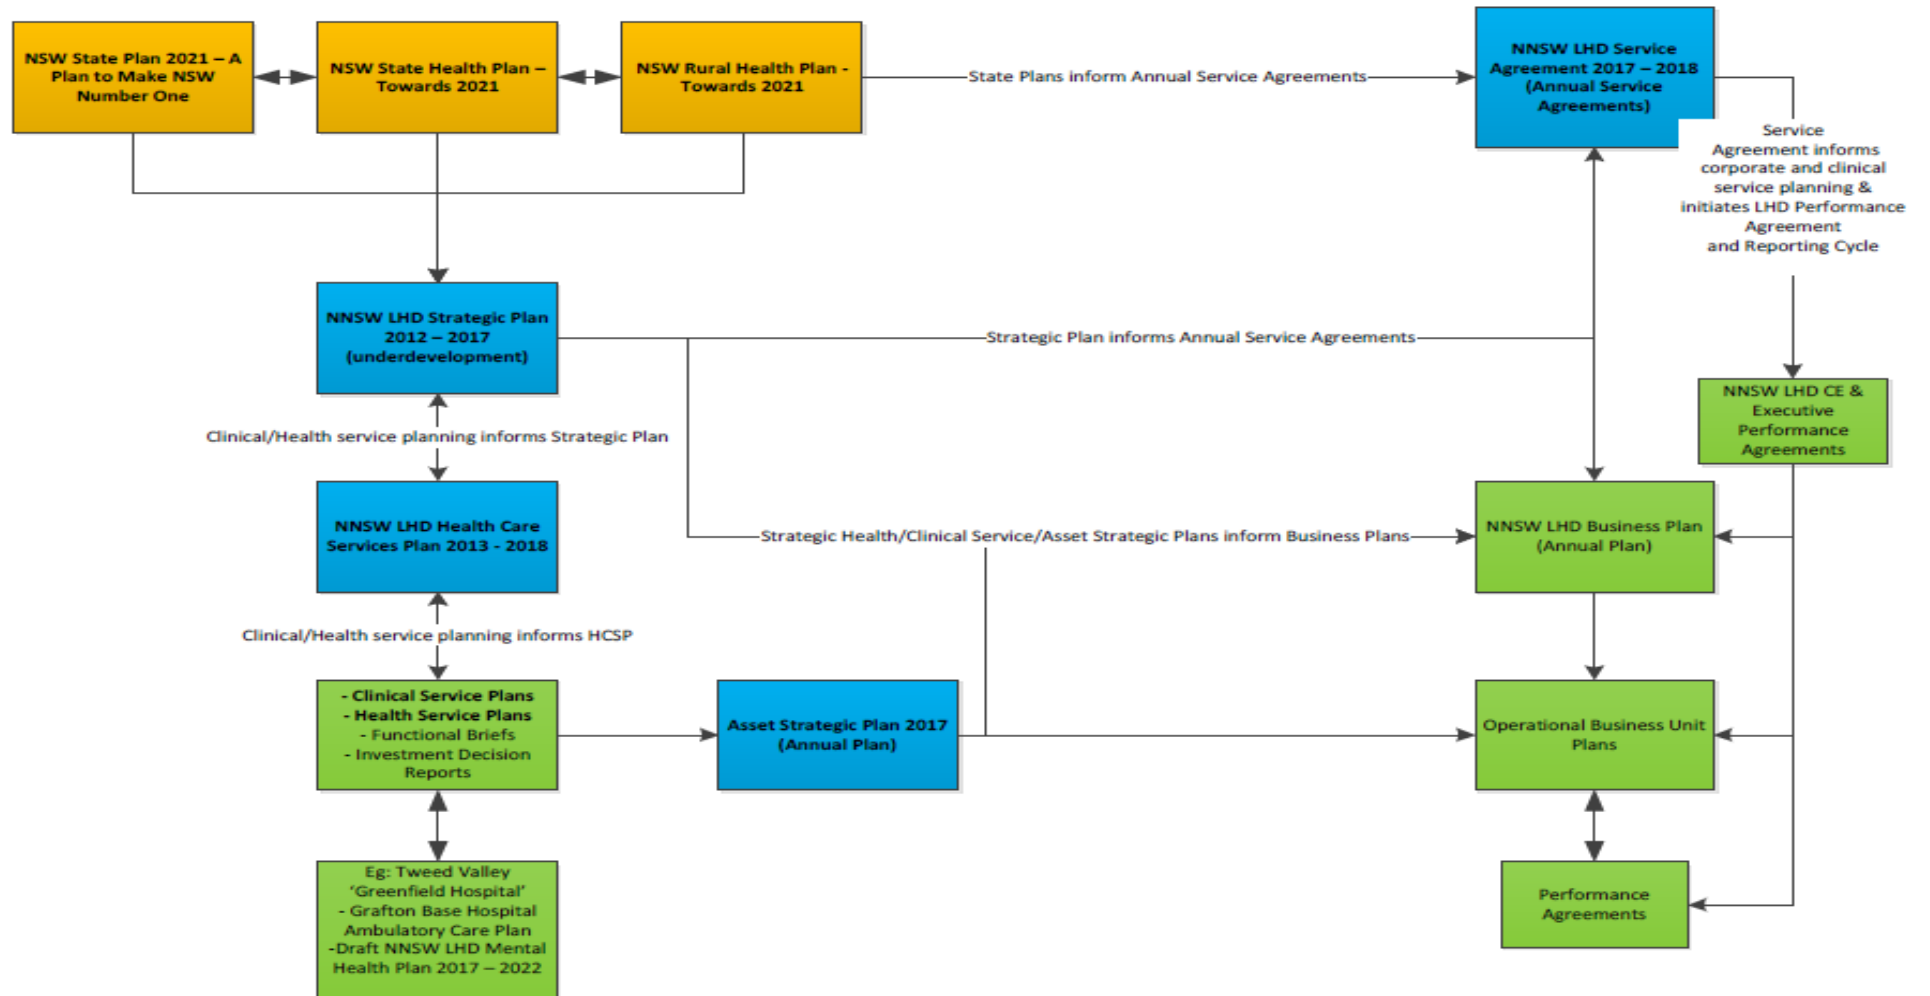 NSW State Plan 2021 – A
Plan to Make NSW
Number One
NSW State Health Plan –
Towards 2021
NSW Rural Health Plan -
Towards 2021
State Plans inform Annual Service Agreements
NNSW LHD Service
Agreement 2017 – 2018
(Annual Service
Agreements)
Service
Agreement informs
corporate and clinical
service planning &
initiates LHD Performance
Agreement
and Reporting Cycle
NNSW LHD Strategic Plan
2012 – 2017
(underdevelopment)
Strategic Plan informs Annual Service Agreements
NNSW LHD CE &
Executive
Performance
Agreements
Clinical/Health service planning informs Strategic Plan
NNSW LHD Health Care
Services Plan 2013 - 2018
Strategic Health/Clinical Service/Asset Strategic Plans inform Business Plans
NNSW LHD Business Plan
(Annual Plan)
Clinical/Health service planning informs HCSP
- Clinical Service Plans
- Health Service Plans
- Functional Briefs
- Investment Decision
Reports
Asset Strategic Plan 2017
(Annual Plan)
Operational Business Unit
Plans
Eg: Tweed Valley
‘Greenfield Hospital’
- Grafton Base Hospital
Ambulatory Care Plan
-Draft NNSW LHD Mental
Health Plan 2017 – 2022
Performance
Agreements